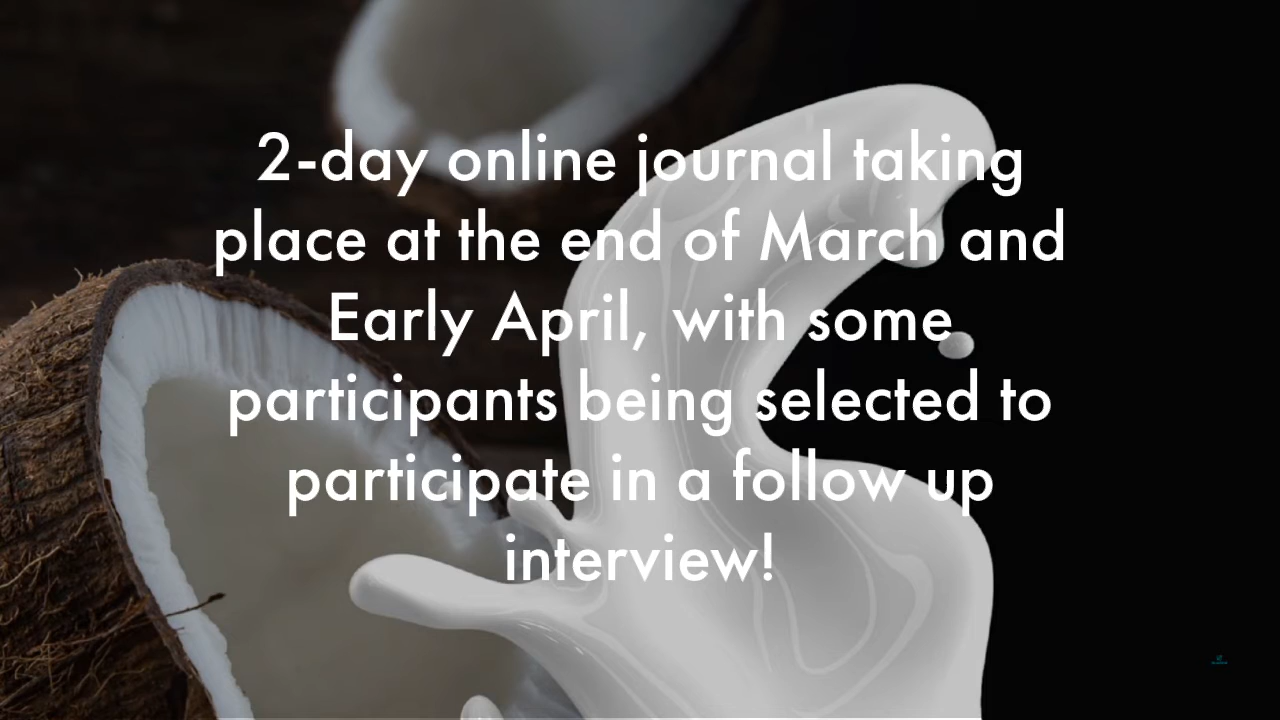 2-day online journal taking
place at the end of March and
Early April, with some
participants being selected to
participate in a follow up
interview!